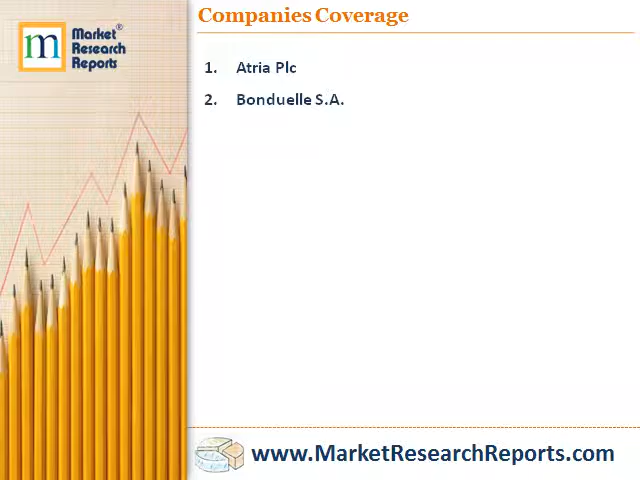 Companies Coverage
m
Market®
Research
Reports
1. Atria Plc
2. Bonduelle S.A.
www.MarketResearchReports.com